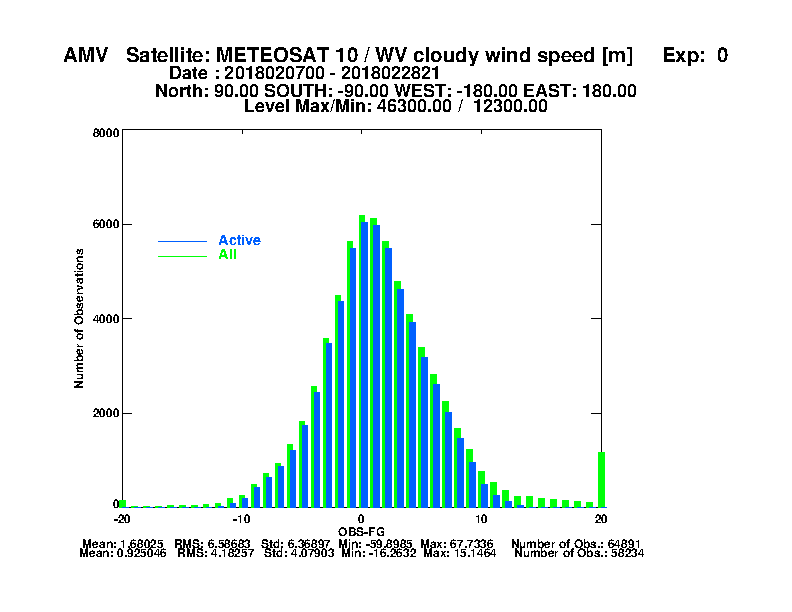 AMV   Satellite: METEOSAT 10 / WV cloudy wind speed [m]     Exp:  0
Date : 2018020700 - 2018022821
North: 90.00 SOUTH: -90.00 WEST: -180.00 EAST: 180.00
Level Max/Min: 46300.00 /  12300.00
8000
6000
4000
2000
0
Number of Observations
Active
All
-20 -10 0 10 20
OBS-FG
Mean: 1.68025   RMS: 6.58683   Std: 6.36897   Min: -59.8985   Max: 67.7336     Number of Obs.: 64891
Mean: 0.925046   RMS: 4.18257   Std: 4.07903   Min: -16.2632   Max: 15.1464     Number of Obs.: 58234